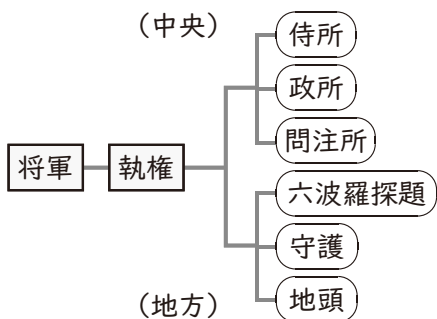 （中央）
侍所
政所
問注所
将軍
執権
六波羅探題
守護
地頭
（地方）